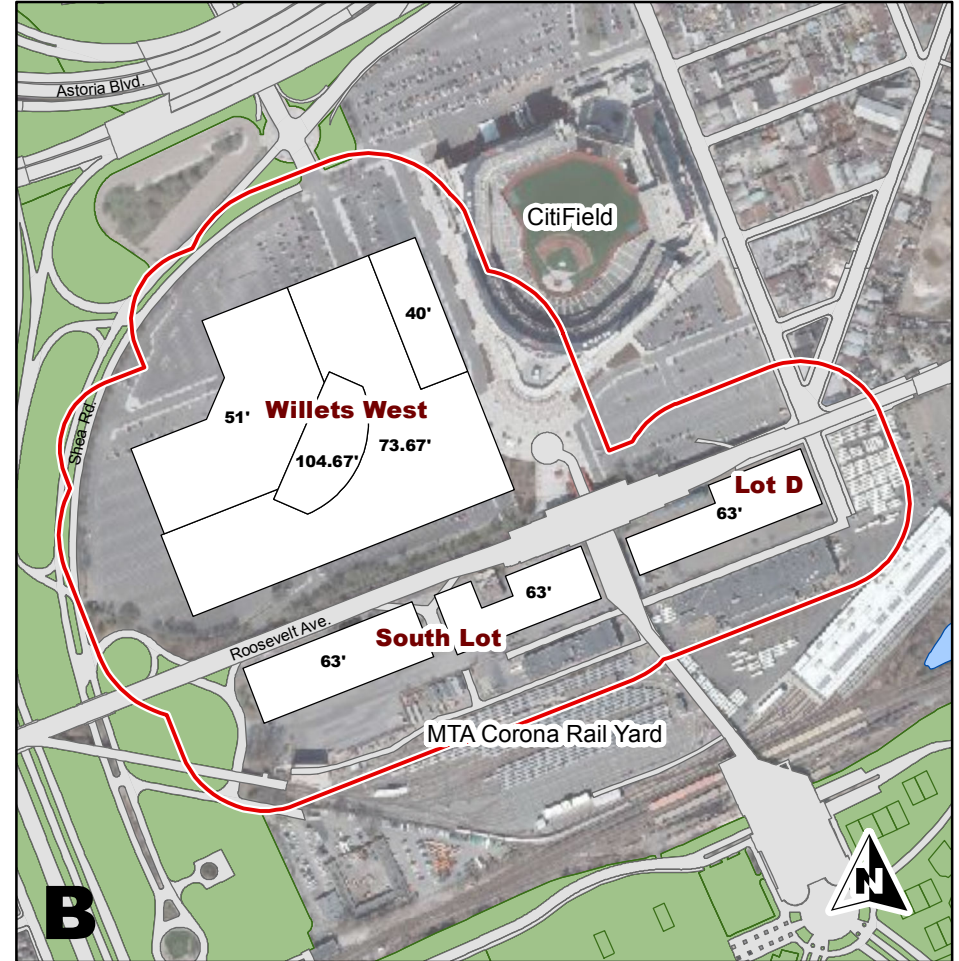 Astoria Blvd.
CitiField
40'
51'
Willets West
73.67'
104.67'
Shea Rd.
Lot D
63'
63'
Roosevelt Ave.
South Lot
63'
MTA Corona Rail Yard
B
N